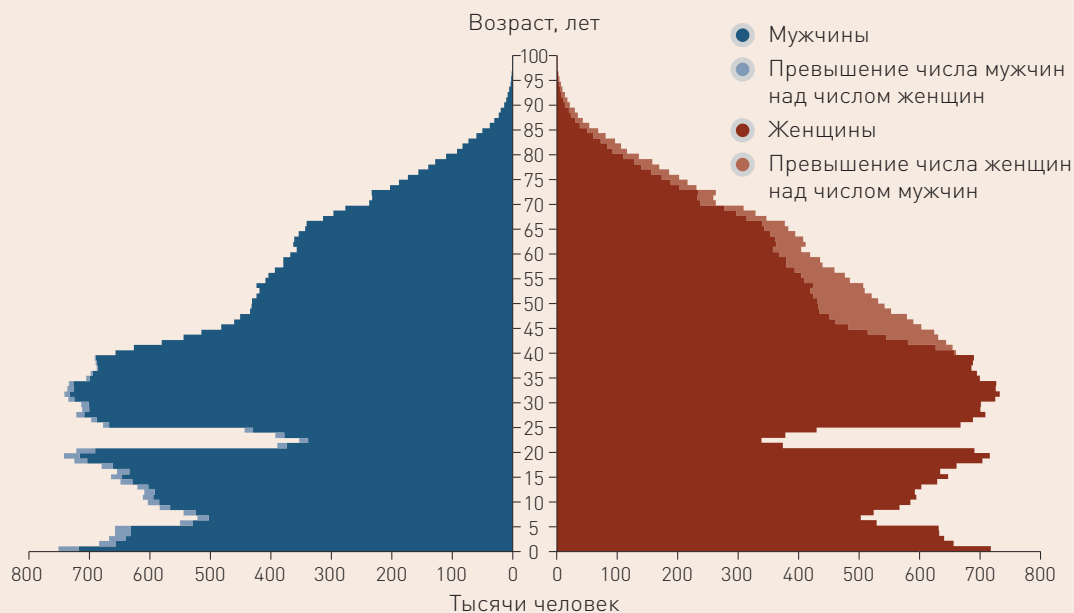 Возраст, лет
Мужчины
Превышение числа мужчин
над числом женщин
Женщины
Превышение числа женщин
над числом мужчин
100
95
90
85
80
75
70
65
60
55
50
45
40
35
30
25
20
15
10
5
0
800 700 600 500 400 300 200 100 0 0 100 200 300 400 500 600 700 800
Тысячи человек